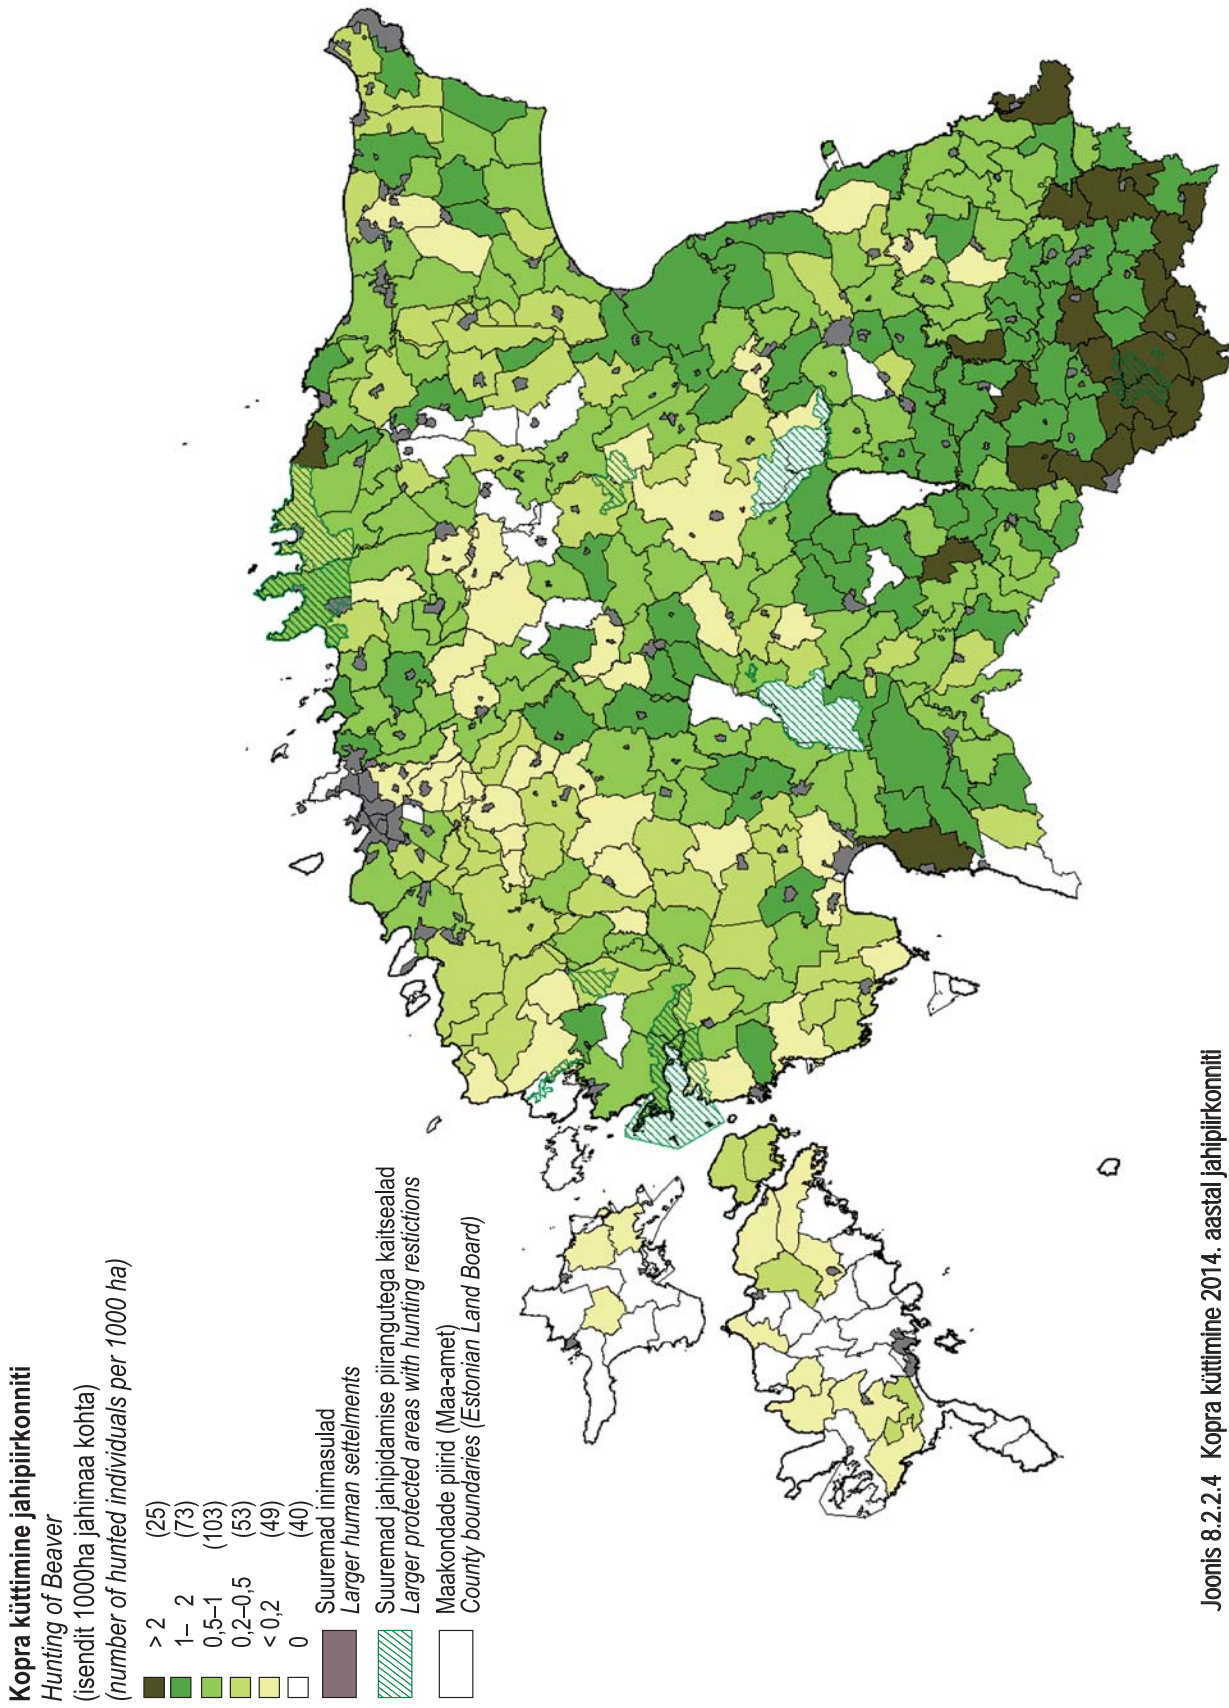 Kopra küttimine jahipiirkonniti
Hunting of Beaver
(isendit 1000ha jahimaa kohta)
(number of hunted individuals per 1000 ha)
> 2 (25)
1– 2 (73)
0,5–1 (103)
0,2–0,5 (53)
< 0,2 (49)
0 (40)
Suuremad inimasulad
Larger human settelments
Suuremad jahipidamise piirangutega kaitsealad
Larger protected areas with hunting restictions
Maakondade piirid (Maa-amet)
County boundaries (Estonian Land Board)
Joonis 8.2.2.4 Kopra küttimine 2014. aastal jahipiirkonniti